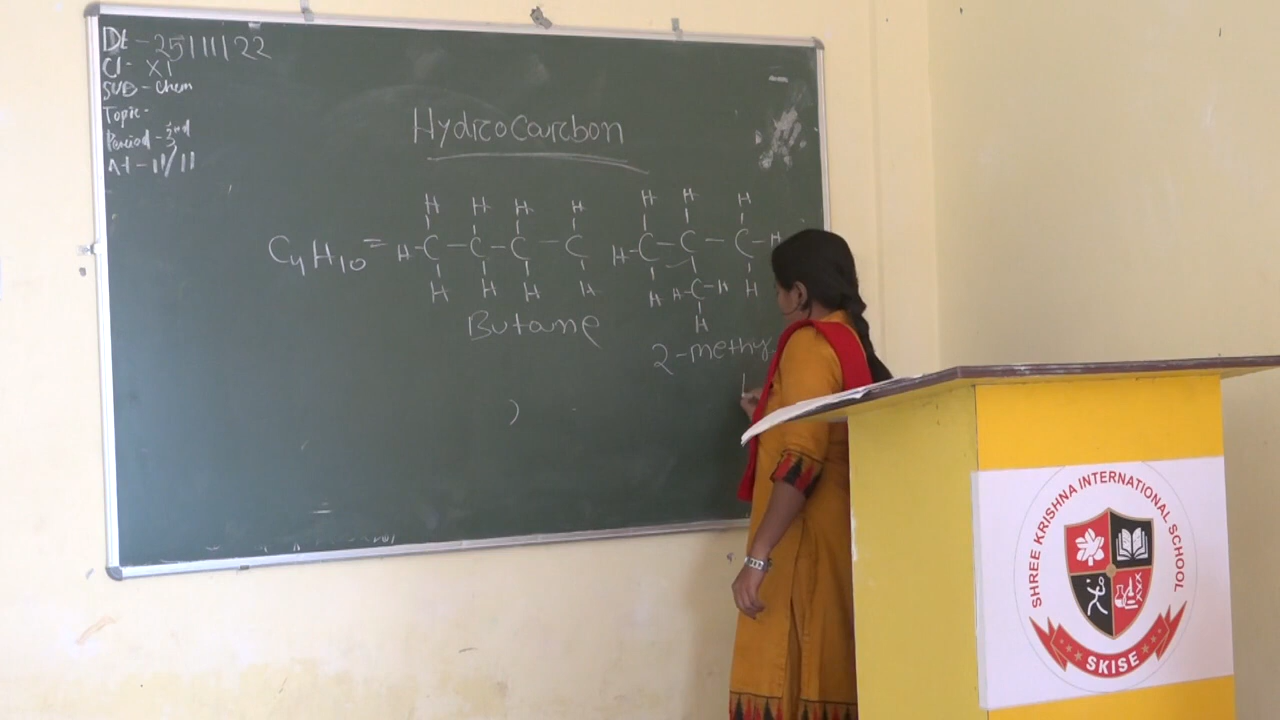 Dt - 25/11/22
Cl - XI
SUB - Chem
Topic -
Period - 3rd
At - 11/11
Hydrocarbon
H H H H H H H
C4H10 = H-C-C-C-C H-C-C-C-H
H H H H H H-C-H H
H
Butane
2-methy
SHREE KRISHNA INTERNATIONAL SCHOOL
SKISE